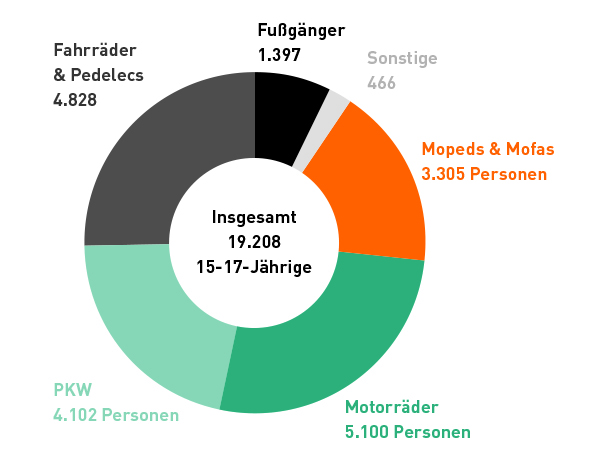 Fußgänger
1.397
Sonstige
466
Fahrräder
& Pedelecs
4.828
Mopeds & Mofas
3.305 Personen
Insgesamt
19.208
15-17-Jährige
PKW
4.102 Personen
Motorräder
5.100 Personen